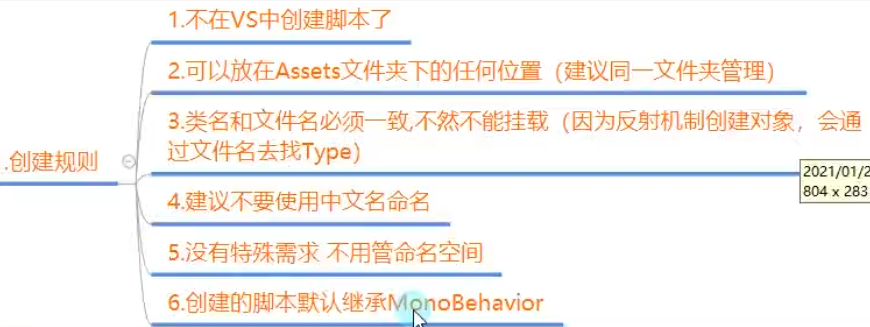 1.不在VS中创建脚本了
2.可以放在Assets文件夹下的任何位置（建议同一文件夹管理）
3.类名和文件名必须一致,不然不能挂载（因为反射机制创建对象，会通
过文件名去找Type）
.创建规则
2021/01/2
804 x 283
4.建议不要使用中文名命名
5.没有特殊需求 不用管命名空间
6.创建的脚本默认继承MonoBehavior